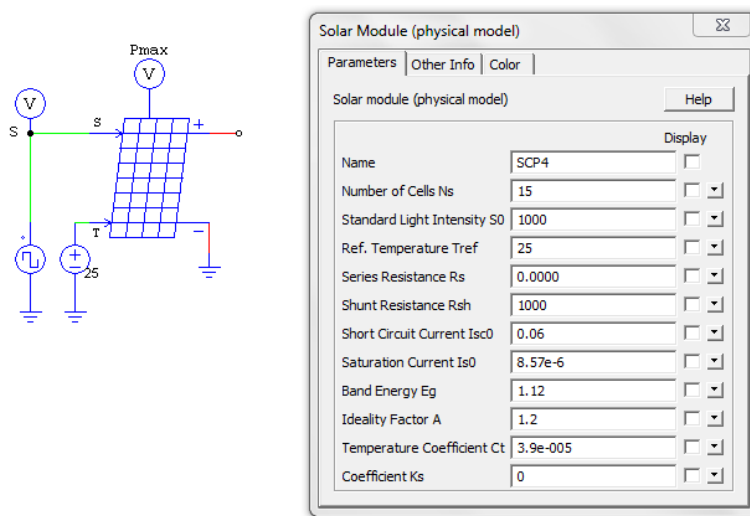 Pmax
V
V
S
S
+
T
−
+
−
25
Solar Module (physical model)
Parameters
Other Info
Color
Solar module (physical model)
Help
Display
Name SCP4
Number of Cells Ns 15
Standard Light Intensity S0 1000
Ref. Temperature Tref 25
Series Resistance Rs 0.0000
Shunt Resistance Rsh 1000
Short Circuit Current Isc0 0.06
Saturation Current Is0 8.57e-6
Band Energy Eg 1.12
Ideality Factor A 1.2
Temperature Coefficient Ct 3.9e-005
Coefficient Ks 0